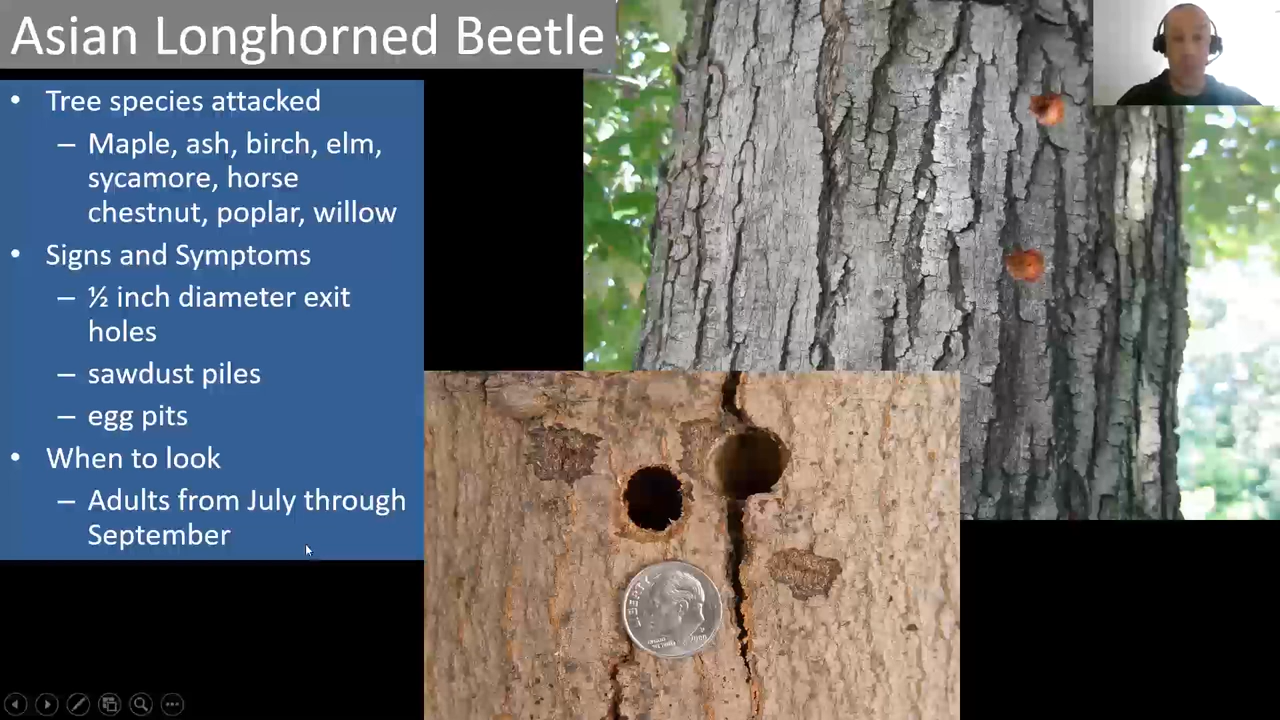 Asian Longhorned Beetle
• Tree species attacked
– Maple, ash, birch, elm,
sycamore, horse
chestnut, poplar, willow
• Signs and Symptoms
– ½ inch diameter exit
holes
– sawdust piles
– egg pits
• When to look
– Adults from July through
September
LIBERTY